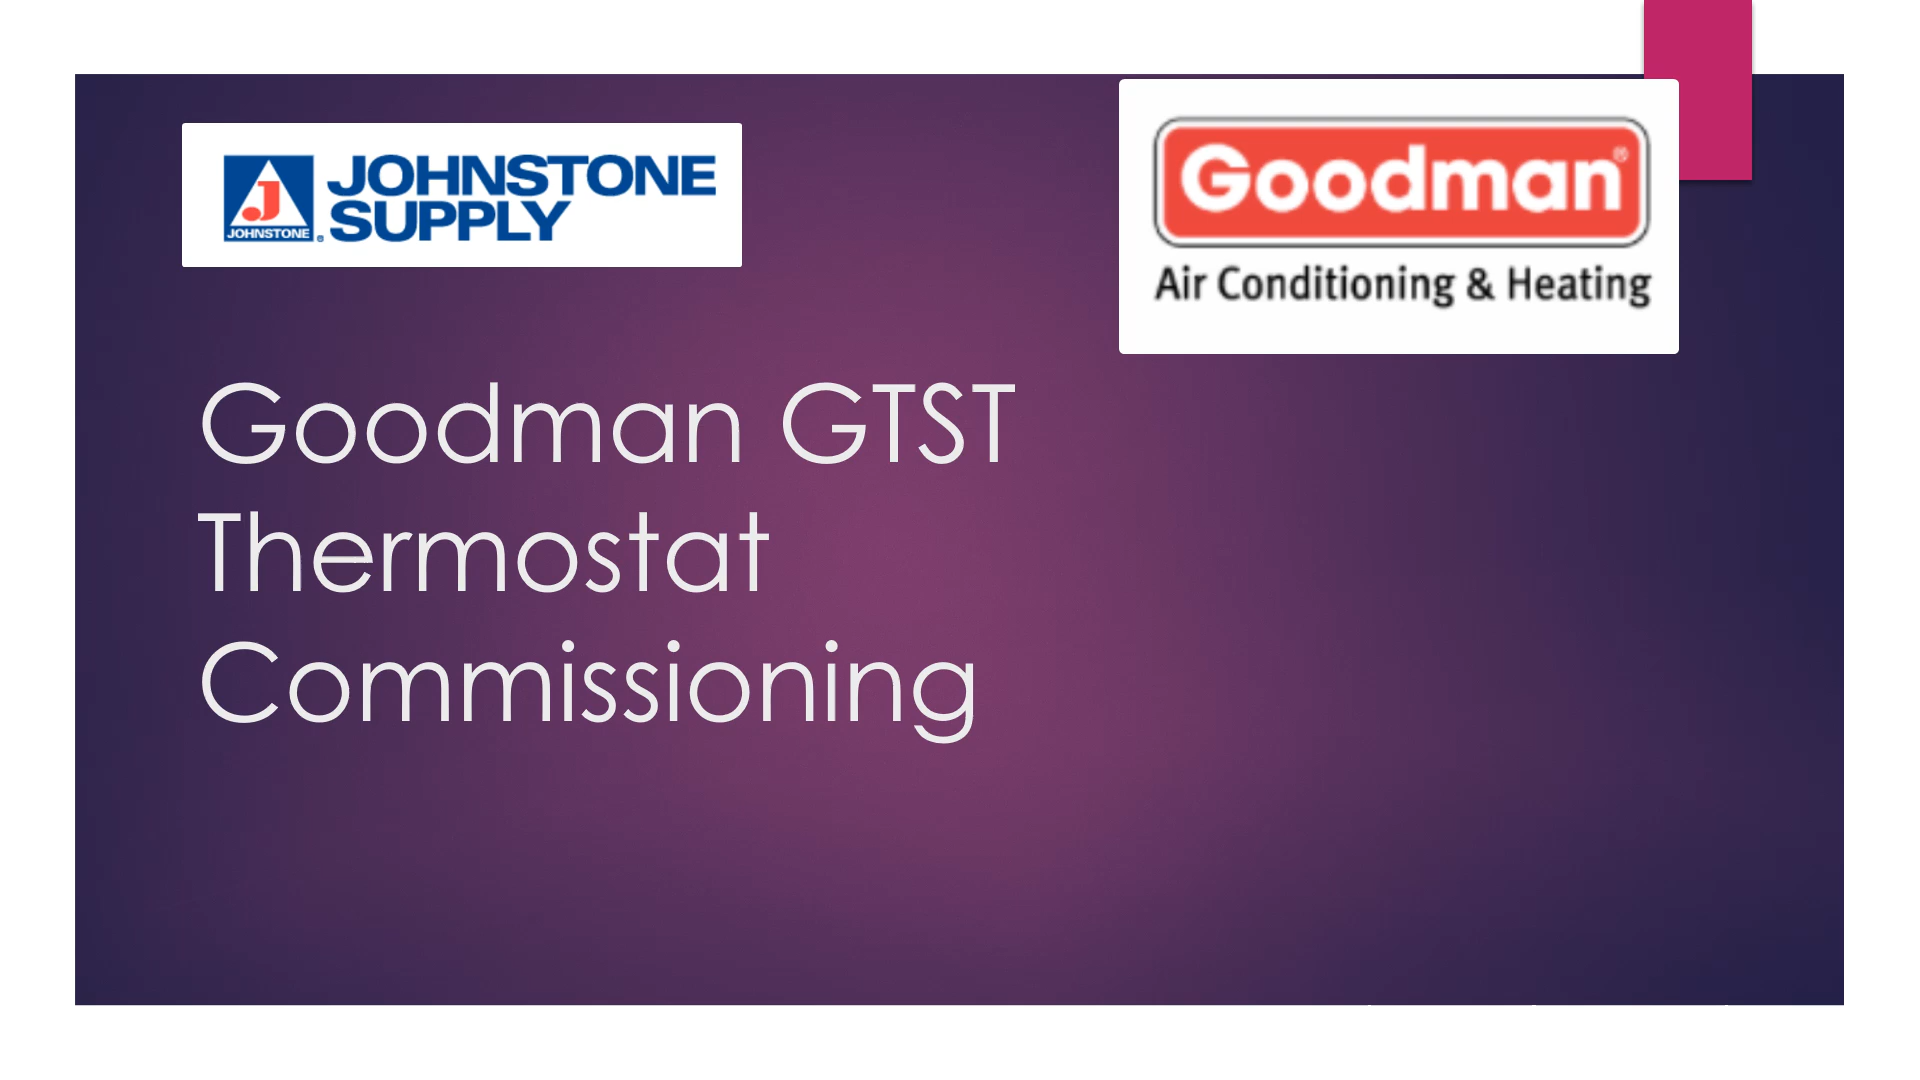 JOHNSTONE
SUPPLY
J
JOHNSTONE
®
Goodman®
Air Conditioning & Heating
Goodman GTST
Thermostat
Commissioning